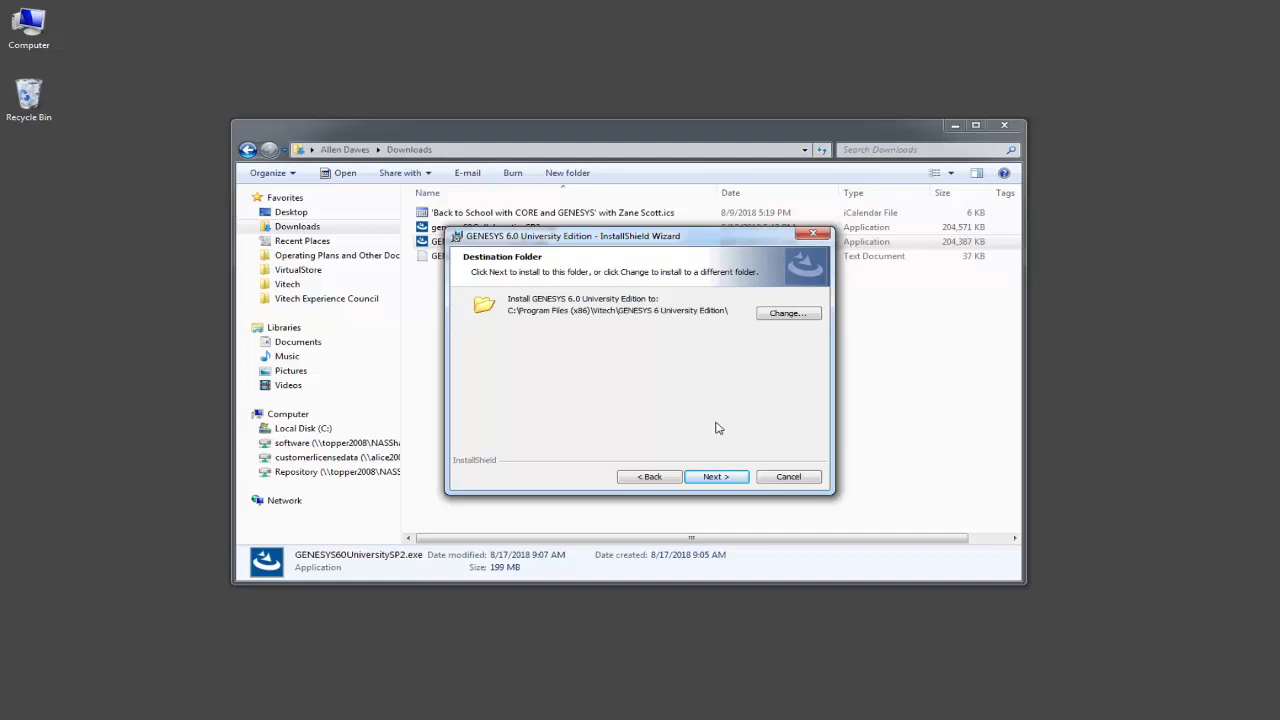 Computer
Recycle Bin
Allen Dawes
Downloads
Search Downloads
Organize
Open
Share with
E-mail
Burn
New folder
Favorites
Desktop
Downloads
Recent Places
Operating Plans and Other Doc
VirtualStore
Vitech
Vitech Experience Council
Libraries
Documents
Music
Pictures
Videos
Computer
Local Disk (C:)
software (\\topper2008\NASSha
customerlicensedata (\\alice200
Repository (\\topper2008\NASS
Network
Name
Date
Type
Size
Tags
'Back to School with CORE and GENESYS' with Zane Scott.ics
8/9/2018 5:19 PM
iCalendar File
6 KB
Application
204,571 KB
Application
204,387 KB
Text Document
37 KB
GENESYS 6.0 University Edition - InstallShield Wizard
Destination Folder
Click Next to install to this folder, or click Change to install to a different folder.
Install GENESYS 6.0 University Edition to:
C:\Program Files (x86)\Vitech\GENESYS 6 University Edition\
Change...
InstallShield
< Back
Next >
Cancel
GENESYS60UniversitySP2.exe
Date modified: 8/17/2018 9:07 AM
Date created: 8/17/2018 9:05 AM
Application
Size: 199 MB